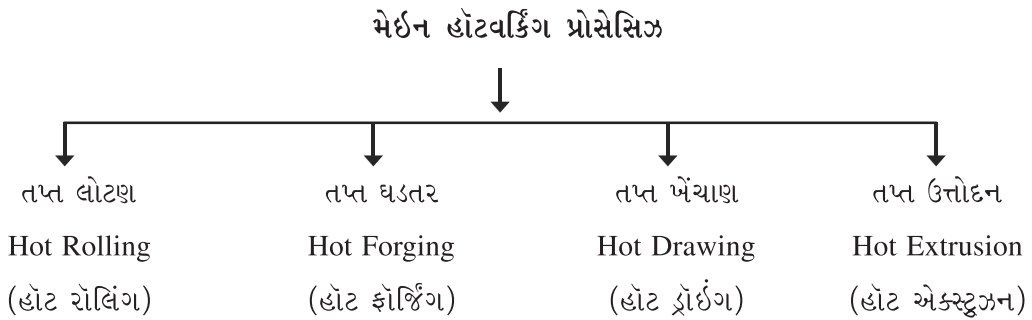 મેઇન હૉટવર્કિંગ પ્રોસેસિઝ
તપ્ત લોટણ
Hot Rolling
(હૉટ રૉલિંગ)
તપ્ત ઘડતર
Hot Forging
(હૉટ ફૉર્જિંગ)
તપ્ત ખેંચાણ
Hot Drawing
(હૉટ ડ્રૉઇંગ)
તપ્ત ઉત્તોદન
Hot Extrusion
(હૉટ એક્સ્ટ્રુઝન)